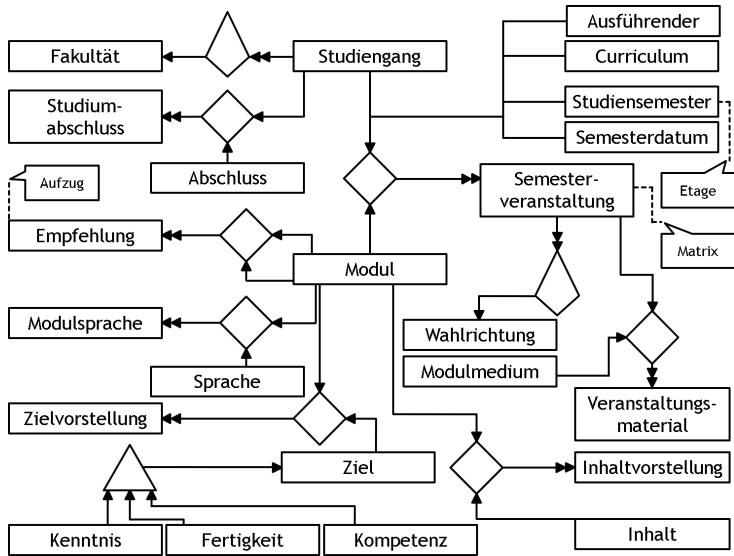 Ausführender
Fakultät
Studiengang
Curriculum
Studium-
abschluss
Studiensemester
Semesterdatum
Abschluss
Aufzug
Semester-
veranstaltung
Etage
Empfehlung
Matrix
Modul
Modulsprache
Wahlrichtung
Sprache
Modulmedium
Zielvorstellung
Veranstaltungs-
material
Ziel
Inhaltvorstellung
Kenntnis
Fertigkeit
Kompetenz
Inhalt